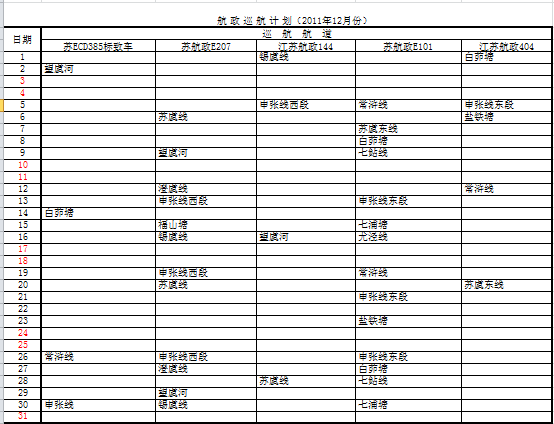 航政巡航计划（2011年12月份）
日期 巡航航道
苏ECD385标致车 苏航政E207 江苏航政144 苏航政E101 江苏航政404
1 锡虞线 白茆塘
2 望虞河
3
4
5 申张线西段 常浒线 申张线东段
6 苏虞线 盐铁塘
7 苏虞东线
8 白茆塘
9 望虞河 七鲇线
10
11
12 澄虞线 常浒线
13 申张线西段 申张线东段
14 白茆塘
15 福山塘 七浦塘
16 锡虞线 望虞河 尤泾线
17
18
19 申张线西段 常浒线
20 苏虞线 苏虞东线
21 申张线东段
22
23 盐铁塘
24
25
26 常浒线 申张线西段 申张线东段
27 澄虞线 白茆塘
28 苏虞线 七鲇线
29 望虞河
30 申张线 锡虞线 七浦塘
31